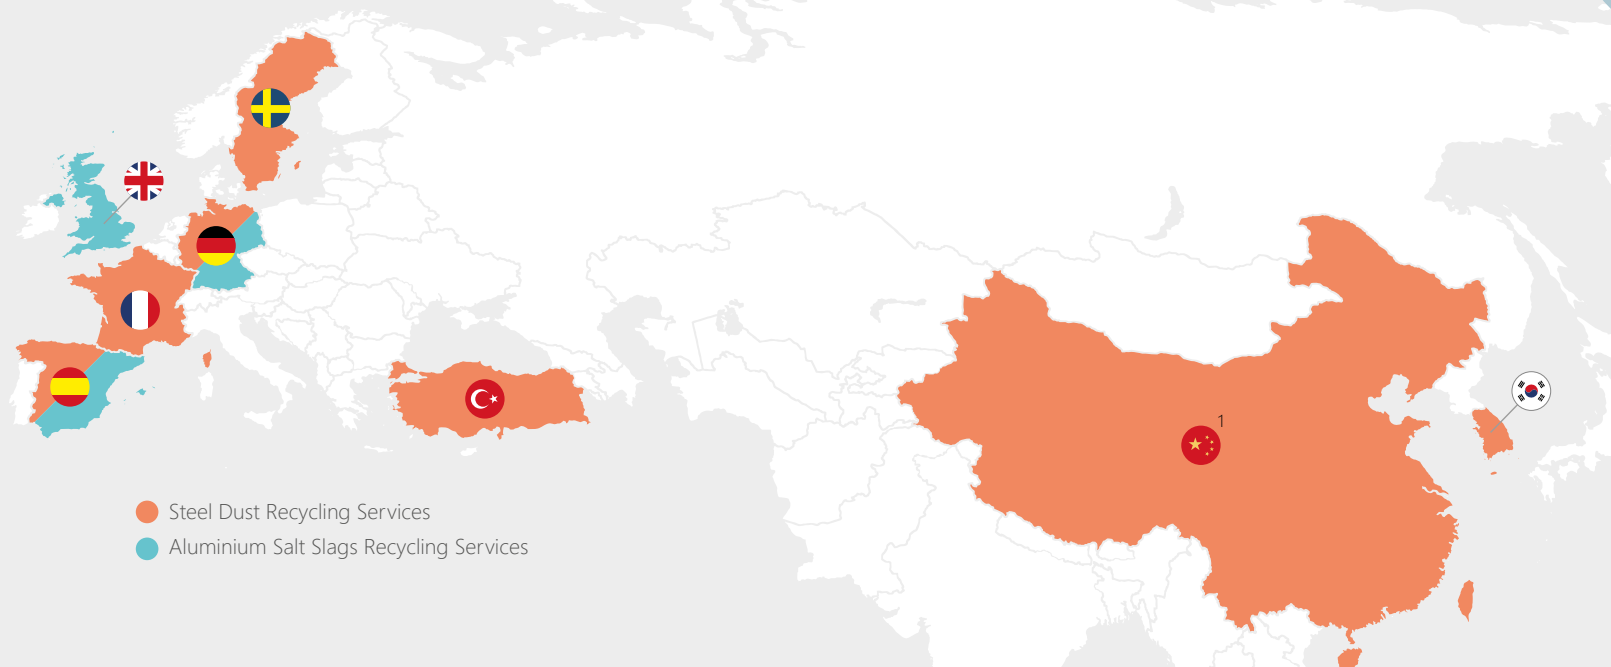 1
Steel Dust Recycling Services
Aluminium Salt Slags Recycling Services